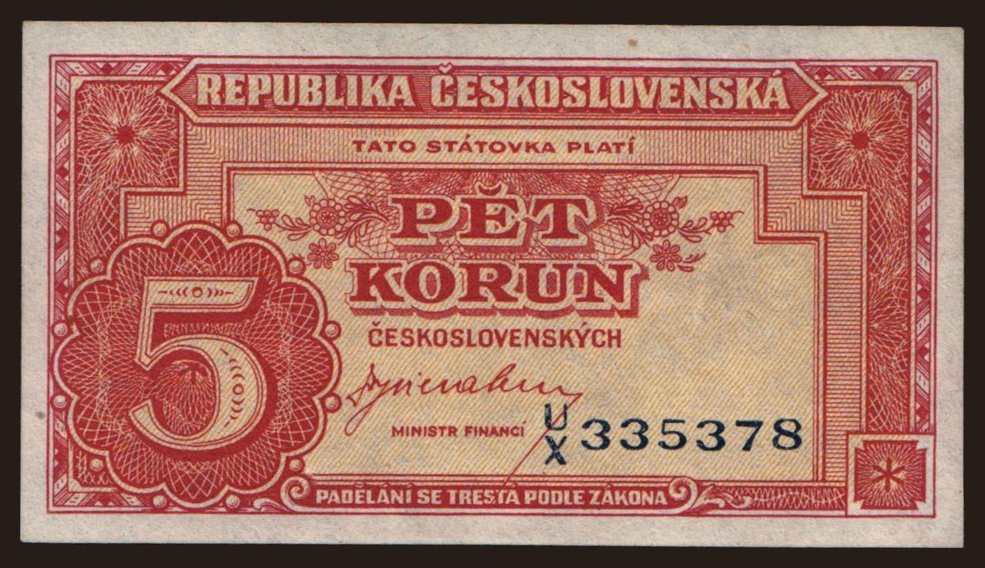 REPUBLIKA ČESKOSLOVENSKÁ
TATO STÁTOVKA PLATÍ
PĚT
KORUN
ČESKOSLOVENSKÝCH
5
MINISTR FINANCÍ
U/X 335378
PADĚLÁNÍ SE TRESTÁ PODLE ZÁKONA